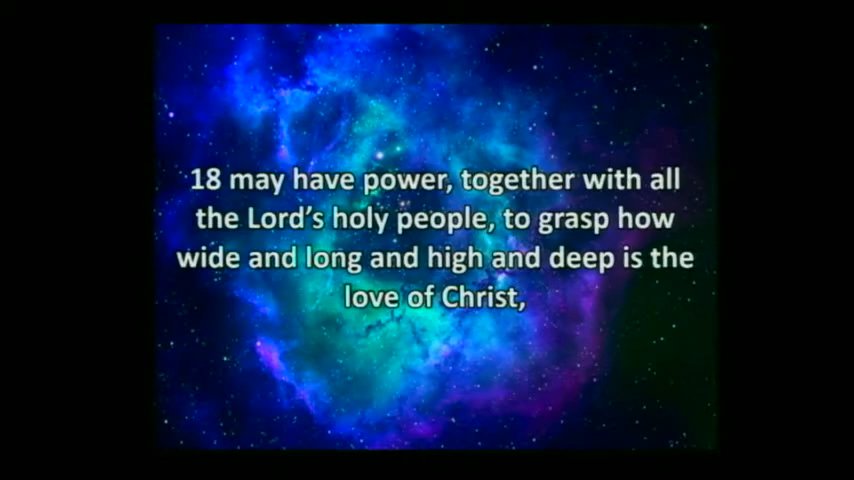 18 may have power, together with all
the Lord's holy people, to grasp how
wide and long and high and deep is the
love of Christ,